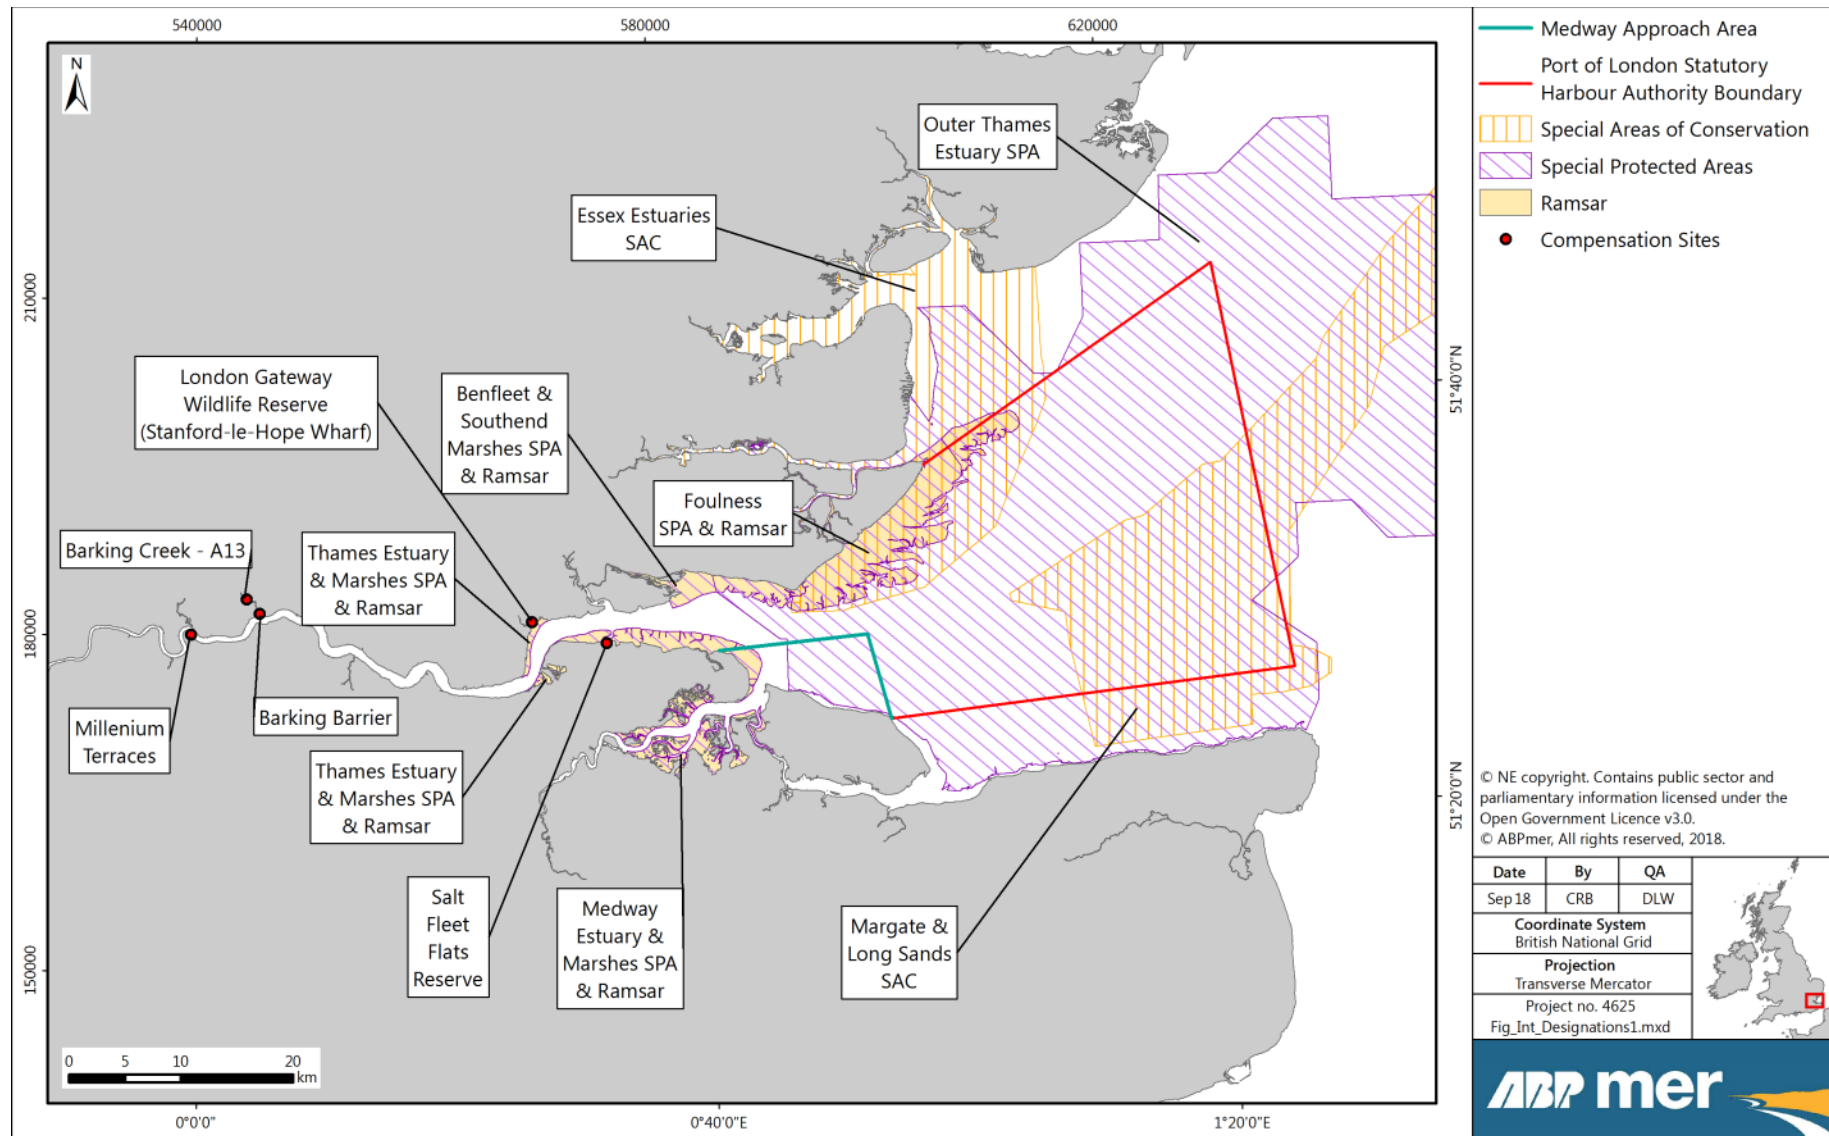 540000
580000
620000
N
Outer Thames
Estuary SPA
Essex Estuaries
SAC
London Gateway
Wildlife Reserve
(Stanford-le-Hope Wharf)
Benfleet &
Southend
Marshes SPA
& Ramsar
Foulness
SPA & Ramsar
Barking Creek - A13
Thames Estuary
& Marshes SPA
& Ramsar
Millenium
Terraces
Barking Barrier
Thames Estuary
& Marshes SPA
& Ramsar
Salt
Fleet
Flats
Reserve
Medway
Estuary &
Marshes SPA
& Ramsar
Margate &
Long Sands
SAC
210000
180000
150000
51°40'0"N
51°20'0"N
0 5 10 20
km
0°0'0"
0°40'0"E
1°20'0"E
Medway Approach Area
Port of London Statutory
Harbour Authority Boundary
Special Areas of Conservation
Special Protected Areas
Ramsar
Compensation Sites
© NE copyright. Contains public sector and
parliamentary information licensed under the
Open Government Licence v3.0.
© ABPmer, All rights reserved, 2018.
Date By QA
Sep 18 CRB DLW
Coordinate System
British National Grid
Projection
Transverse Mercator
Project no. 4625
Fig_Int_Designations1.mxd
ABP mer